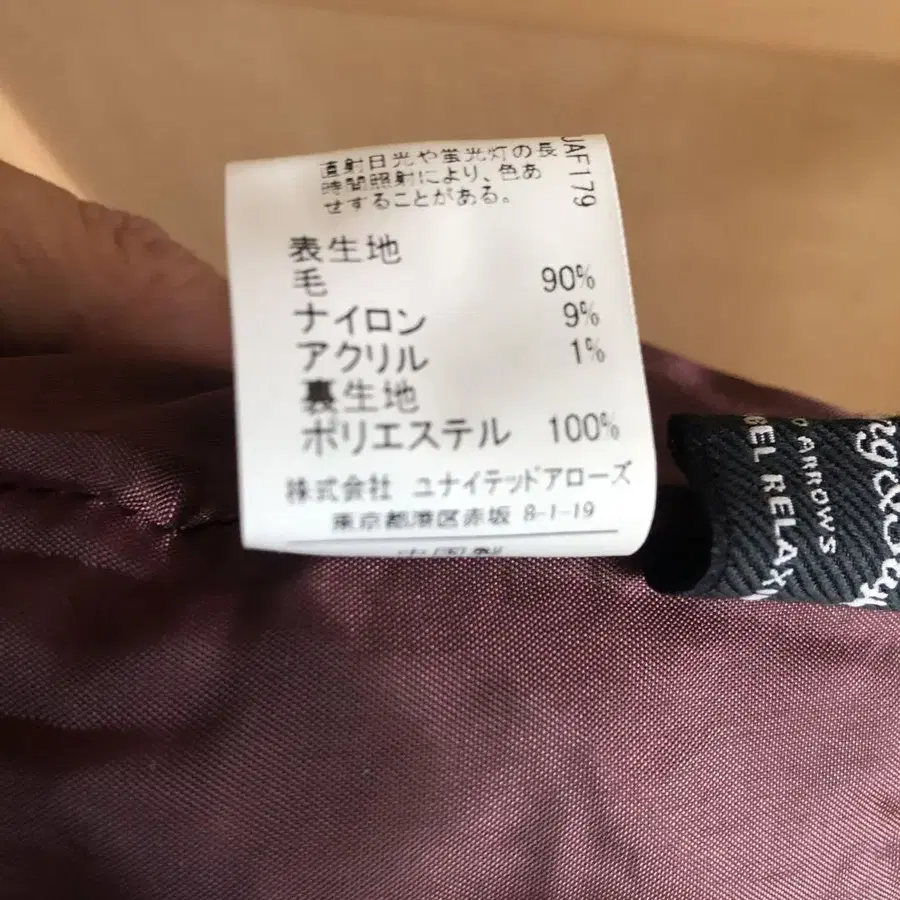 直射日光や蛍光灯の長
時間照射により、色あ
せすることがある。
UAF179
表生地
毛 90%
ナイロン 9%
アクリル 1%
裏生地
ポリエステル 100%
株式会社 ユナイテッドアローズ
東京都港区赤坂 8-1-19
ARROWS
RELAX